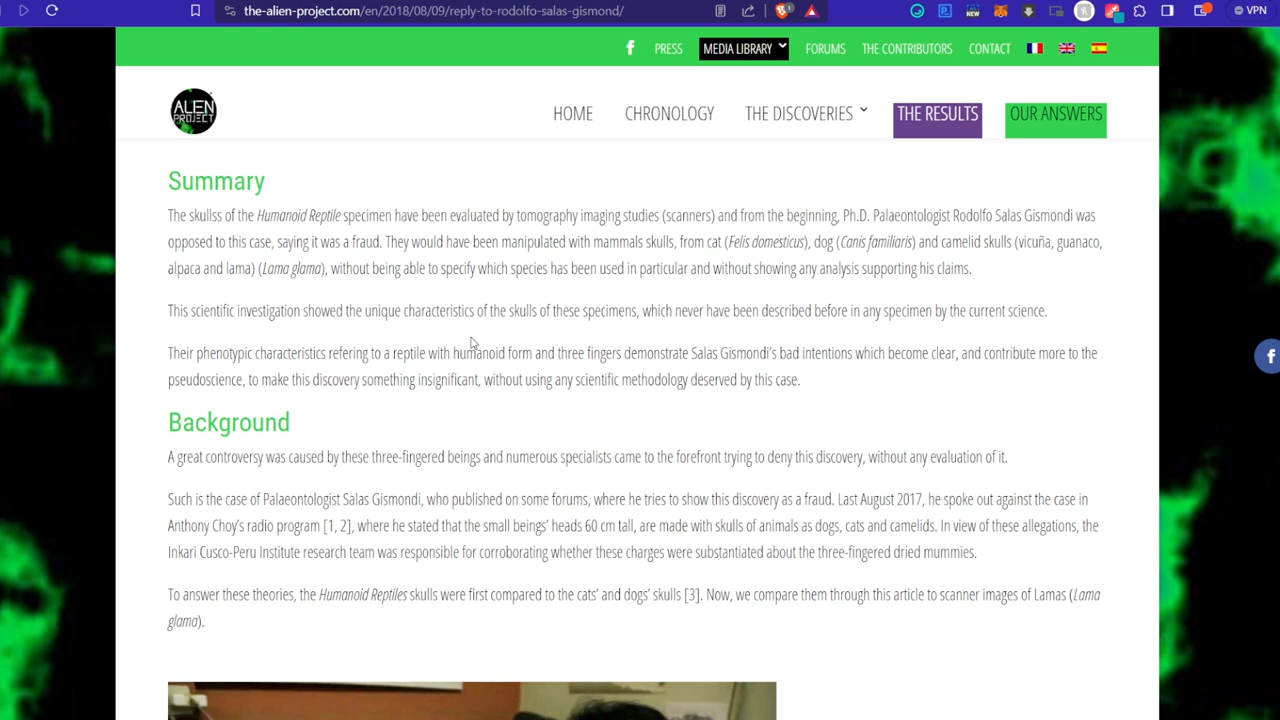 the-alien-project.com/en/2018/08/09/reply-to-rodolfo-salas-gismond/
VPN
PRESS
MEDIA LIBRARY
FORUMS
THE CONTRIBUTORS
CONTACT
ALEN
PROJECT
HOME
CHRONOLOGY
THE DISCOVERIES
THE RESULTS
OUR ANSWERS
Summary
The skullss of the Humanoid Reptile specimen have been evaluated by tomography imaging studies (scanners) and from the beginning, Ph.D. Palaeontologist Rodolfo Salas Gismondi was
opposed to this case, saying it was a fraud. They would have been manipulated with mammals skulls, from cat (Felis domesticus), dog (Canis familiaris) and camelid skulls (vicuña, guanaco,
alpaca and lama) (Lama glama), without being able to specify which species has been used in particular and without showing any analysis supporting his claims.
This scientific investigation showed the unique characteristics of the skulls of these specimens, which never have been described before in any specimen by the current science.
Their phenotypic characteristics refering to a reptile with humanoid form and three fingers demonstrate Salas Gismondi's bad intentions which become clear, and contribute more to the
pseudoscience, to make this discovery something insignificant, without using any scientific methodology deserved by this case.
Background
A great controversy was caused by these three-fingered beings and numerous specialists came to the forefront trying to deny this discovery, without any evaluation of it.
Such is the case of Palaeontologist Salas Gismondi, who published on some forums, where he tries to show this discovery as a fraud. Last August 2017, he spoke out against the case in
Anthony Choy's radio program [1, 2], where he stated that the small beings' heads 60 cm tall, are made with skulls of animals as dogs, cats and camelids. In view of these allegations, the
Inkari Cusco-Peru Institute research team was responsible for corroborating whether these charges were substantiated about the three-fingered dried mummies.
To answer these theories, the Humanoid Reptiles skulls were first compared to the cats' and dogs' skulls [3]. Now, we compare them through this article to scanner images of Lamas (Lama
glama).